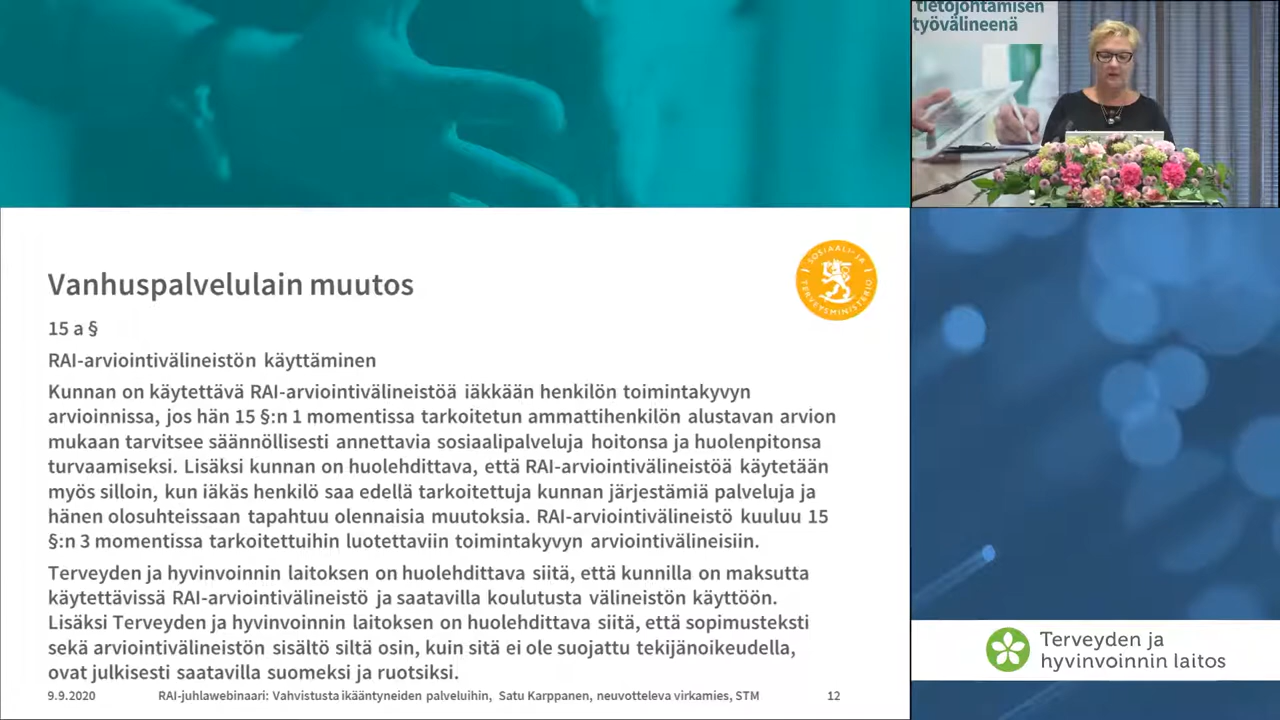 tietojohtamisen
työvälineenä
SOSIAALI- JA
TERVEYSMINISTERIÖ
Vanhuspalvelulain muutos
15 a §
RAI-arviointivälineistön käyttäminen
Kunnan on käytettävä RAI-arviointivälineistöä iäkkään henkilön toimintakyvyn
arvioinnissa, jos hän 15 §:n 1 momentissa tarkoitetun ammattihenkilön alustavan arvion
mukaan tarvitsee säännöllisesti annettavia sosiaalipalveluja hoitonsa ja huolenpitonsa
turvaamiseksi. Lisäksi kunnan on huolehdittava, että RAI-arviointivälineistöä käytetään
myös silloin, kun iäkäs henkilö saa edellä tarkoitettuja kunnan järjestämiä palveluja ja
hänen olosuhteissaan tapahtuu olennaisia muutoksia. RAI-arviointivälineistö kuuluu 15
§:n 3 momentissa tarkoitettuihin luotettaviin toimintakyvyn arviointivälineisiin.
Terveyden ja hyvinvoinnin laitoksen on huolehdittava siitä, että kunnilla on maksutta
käytettävissä RAI-arviointivälineistö ja saatavilla koulutusta välineistön käyttöön.
Lisäksi Terveyden ja hyvinvoinnin laitoksen on huolehdittava siitä, että sopimusteksti
sekä arviointivälineistön sisältö siltä osin, kuin sitä ei ole suojattu tekijänoikeudella,
ovat julkisesti saatavilla suomeksi ja ruotsiksi.
9.9.2020 RAI-juhlawebinaari: Vahvistusta ikääntyneiden palveluihin, Satu Karppanen, neuvotteleva virkamies, STM 12
Terveyden ja
hyvinvoinnin laitos